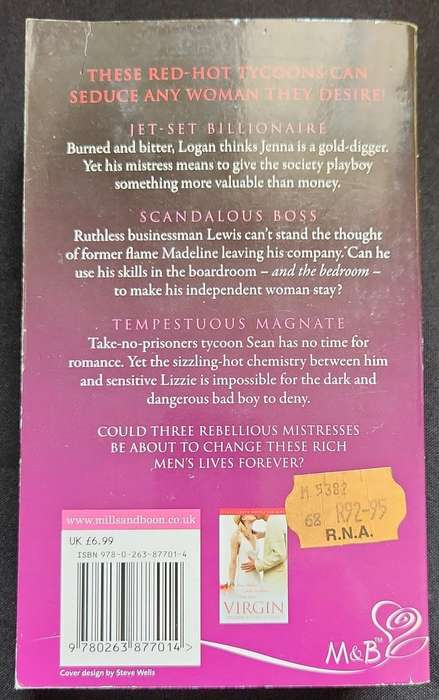 THESE RED-HOT TYCOONS CAN
SEDUCE ANY WOMAN THEY DESIRE!
JET-SET BILLIONAIRE
Burned and bitter, Logan thinks Jenna is a gold-digger.
Yet his mistress means to give the society playboy
something more valuable than money.
SCANDALOUS BOSS
Ruthless businessman Lewis can't stand the thought
of former flame Madeline leaving his company. Can he
use his skills in the boardroom – and the bedroom –
to make his independent woman stay?
TEMPESTUOUS MAGNATE
Take-no-prisoners tycoon Sean has no time for
romance. Yet the sizzling-hot chemistry between him
and sensitive Lizzie is impossible for the dark and
dangerous bad boy to deny.
COULD THREE REBELLIOUS MISTRESSES
BE ABOUT TO CHANGE THESE RICH
MEN'S LIVES FOREVER?
M 538?
68 R92-95
R.N.A.
www.millsandboon.co.uk
UK £6.99
ISBN 978-0-263-87701-4
9 780263 877014 >
VIRGIN
M&B™
Cover design by Steve Wells